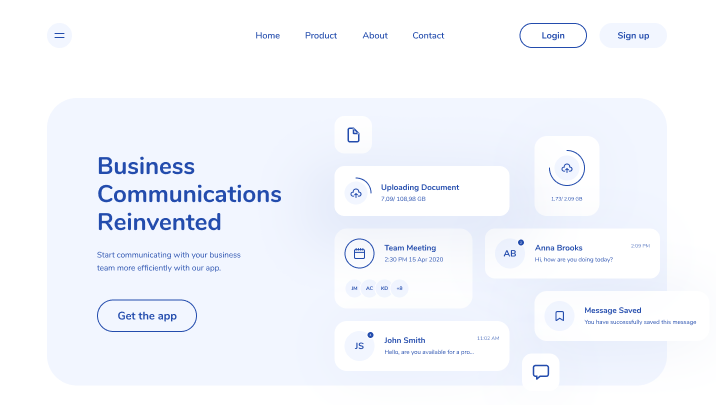 Home Product About Contact Login Sign up
Business
Communications
Reinvented
Start communicating with your business
team more efficiently with our app.
Get the app
Uploading Document
7,09/ 108,98 GB
1,73/ 2.09 GB
Team Meeting
2:30 PM 15 Apr 2020
JM AC KD +8
AB
Anna Brooks
2:09 PM
Hi, how are you doing today?
Message Saved
You have successfully saved this message
JS
John Smith
11:02 AM
Hello, are you available for a pro...